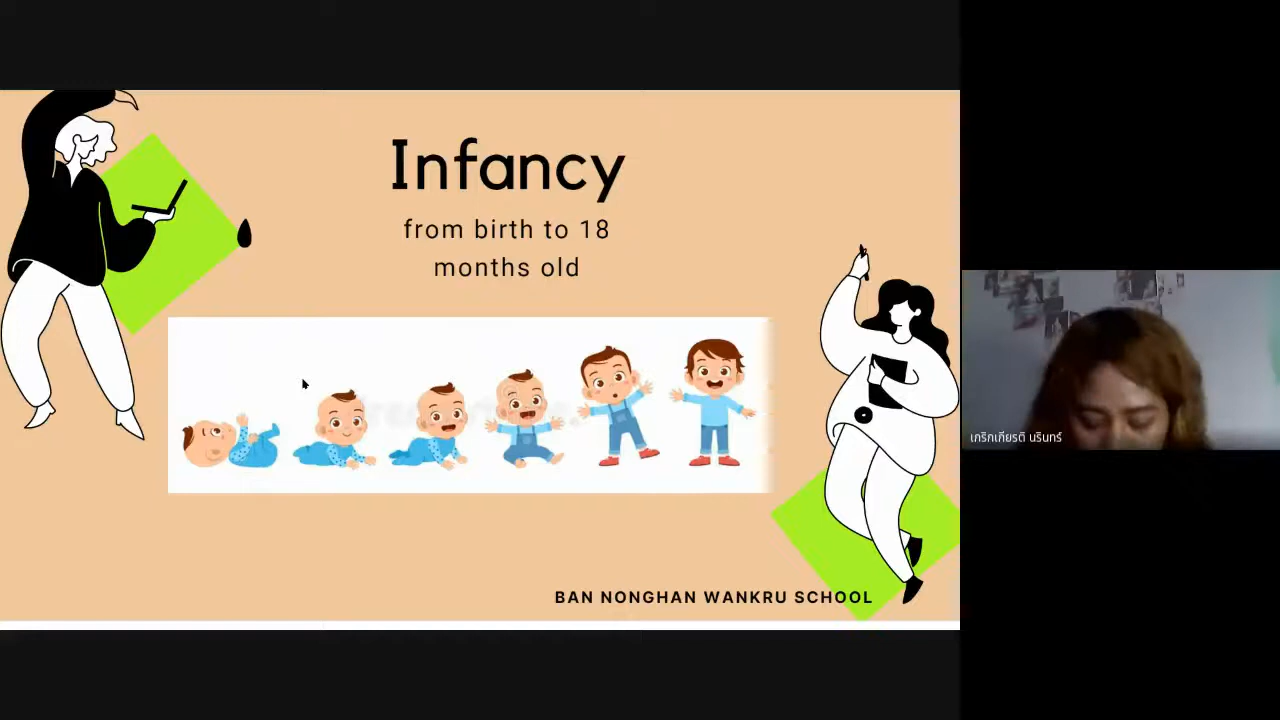 Infancy
from birth to 18
months old
BAN NONGHAN WANKRU SCHOOL
เกริกเกียรติ นรินทร์